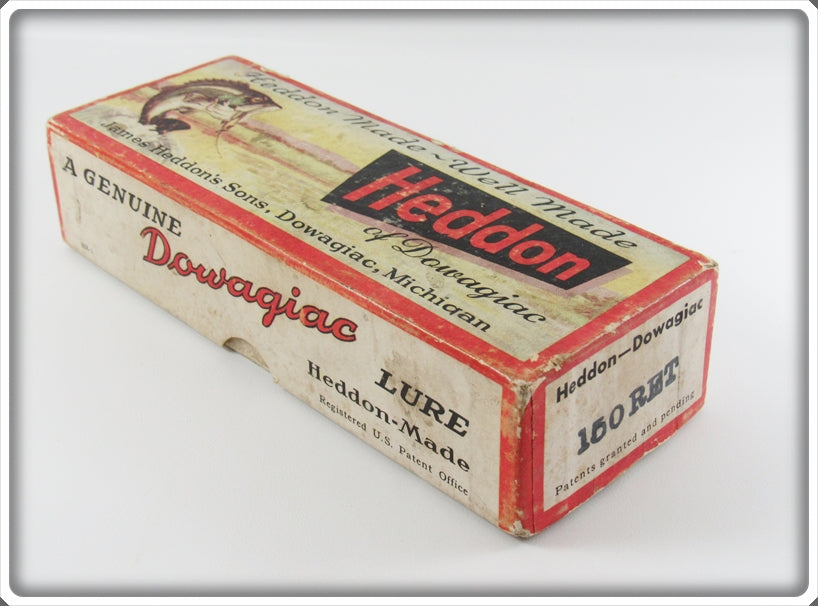 Heddon Made ~ Well Made
Heddon
of Dowagiac
James Heddon's Sons, Dowagiac, Michigan
A GENUINE
Dowagiac
LURE
Heddon-Made
Registered U.S. Patent Office
Heddon—Dowagiac
150 RET
Patents granted and pending